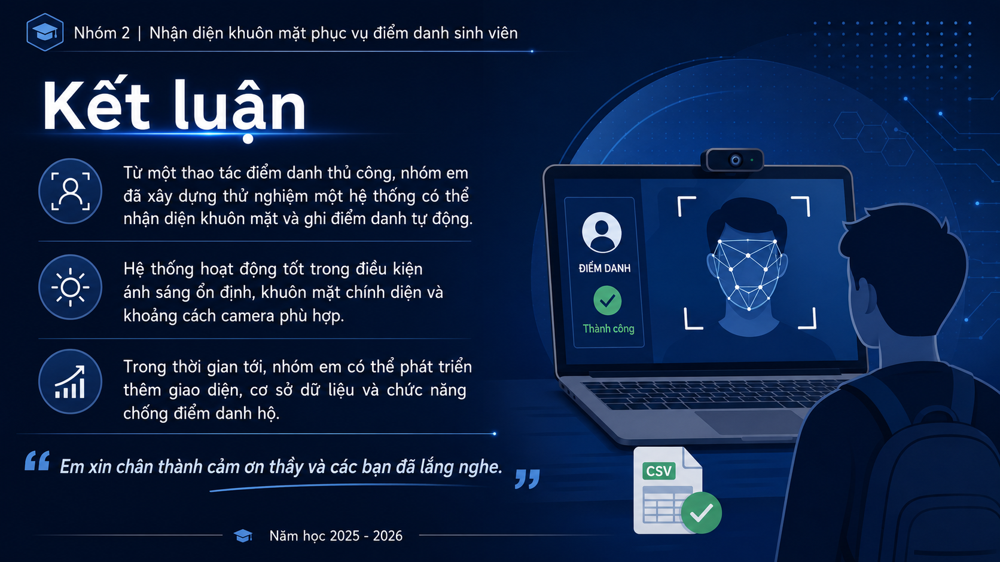 Nhóm 2 | Nhận diện khuôn mặt phục vụ điểm danh sinh viên
Kết luận
Từ một thao tác điểm danh thủ công, nhóm em
đã xây dựng thử nghiệm một hệ thống có thể
nhận diện khuôn mặt và ghi điểm danh tự động.
Hệ thống hoạt động tốt trong điều kiện
ánh sáng ổn định, khuôn mặt chính diện và
khoảng cách camera phù hợp.
Trong thời gian tới, nhóm em có thể phát triển
thêm giao diện, cơ sở dữ liệu và chức năng
chống điểm danh hộ.
“ Em xin chân thành cảm ơn thầy và các bạn đã lắng nghe. ”
Năm học 2025 - 2026
ĐIỂM DANH
Thành công
CSV